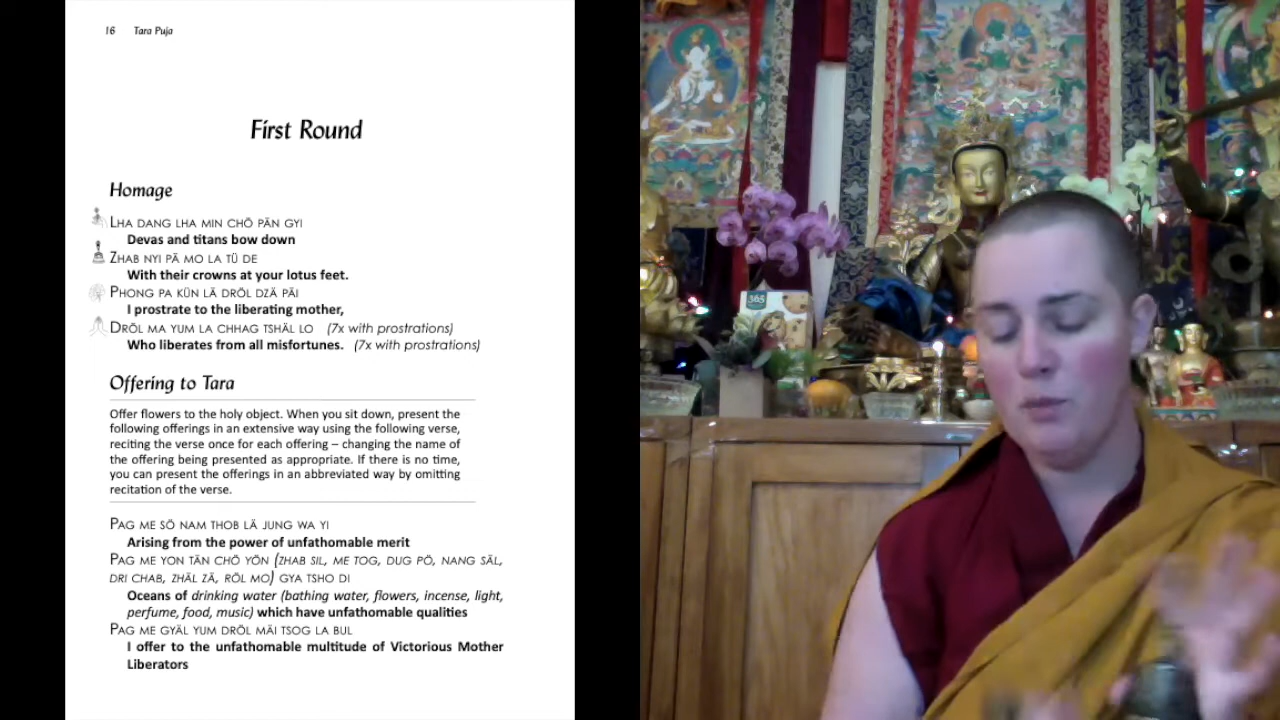 16 Tara Puja
First Round
Homage
LHA DANG LHA MIN CHÖ PÄN GYI
Devas and titans bow down
ZHAB NYI PÄ MO LA TÜ DE
With their crowns at your lotus feet.
PHONG PA KÜN LÄ DRÖL DZÄ PÄI
I prostrate to the liberating mother,
DRÖL MA YUM LA CHHAG TSHÄL LO (7x with prostrations)
Who liberates from all misfortunes. (7x with prostrations)
Offering to Tara
Offer flowers to the holy object. When you sit down, present the
following offerings in an extensive way using the following verse,
reciting the verse once for each offering – changing the name of
the offering being presented as appropriate. If there is no time,
you can present the offerings in an abbreviated way by omitting
recitation of the verse.
PAG ME SÖ NAM THOB LÄ JUNG WA YI
Arising from the power of unfathomable merit
PAG ME YON TÄN CHÖ YÖN (ZHAB SIL, ME TOG, DUG PÖ, NANG SÄL,
DRI CHAB, ZHÄL ZÄ, RÖL MO) GYA TSHO DI
Oceans of drinking water (bathing water, flowers, incense, light,
perfume, food, music) which have unfathomable qualities
PAG ME GYÄL YUM DRÖL MÄI TSOG LA BUL
I offer to the unfathomable multitude of Victorious Mother
Liberators
365